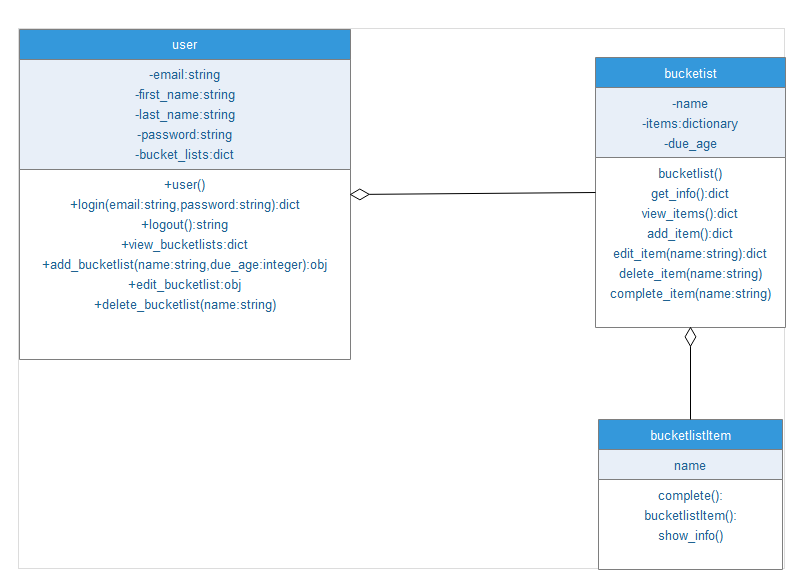 user
-email:string
-first_name:string
-last_name:string
-password:string
-bucket_lists:dict
+user()
+login(email:string,password:string):dict
+logout():string
+view_bucketlists:dict
+add_bucketlist(name:string,due_age:integer):obj
+edit_bucketlist:obj
+delete_bucketlist(name:string)
bucketist
-name
-items:dictionary
-due_age
bucketlist()
get_info():dict
view_items():dict
add_item():dict
edit_item(name:string):dict
delete_item(name:string)
complete_item(name:string)
bucketlistItem
name
complete():
bucketlistItem():
show_info()